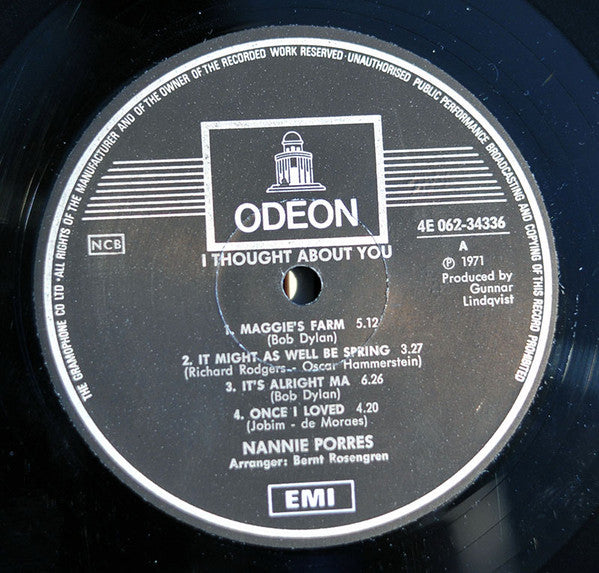 THE GRAMOPHONE CO LTD · ALL RIGHTS OF THE MANUFACTURER AND OF THE OWNER OF THE RECORDED WORK RESERVED · UNAUTHORISED PUBLIC PERFORMANCE BROADCASTING AND COPYING OF THIS RECORD PROHIBITED
ODEON
NCB
4E 062-34336
I THOUGHT ABOUT YOU
A
℗ 1971
Produced by
Gunnar
Lindqvist
1. MAGGIE'S FARM 5.12
(Bob Dylan)
2. IT MIGHT AS WELL BE SPRING 3.27
(Richard Rodgers - Oscar Hammerstein)
3. IT'S ALRIGHT MA 6.26
(Bob Dylan)
4. ONCE I LOVED 4.20
(Jobim - de Moraes)
NANNIE PORRES
Arranger: Bernt Rosengren
EMI